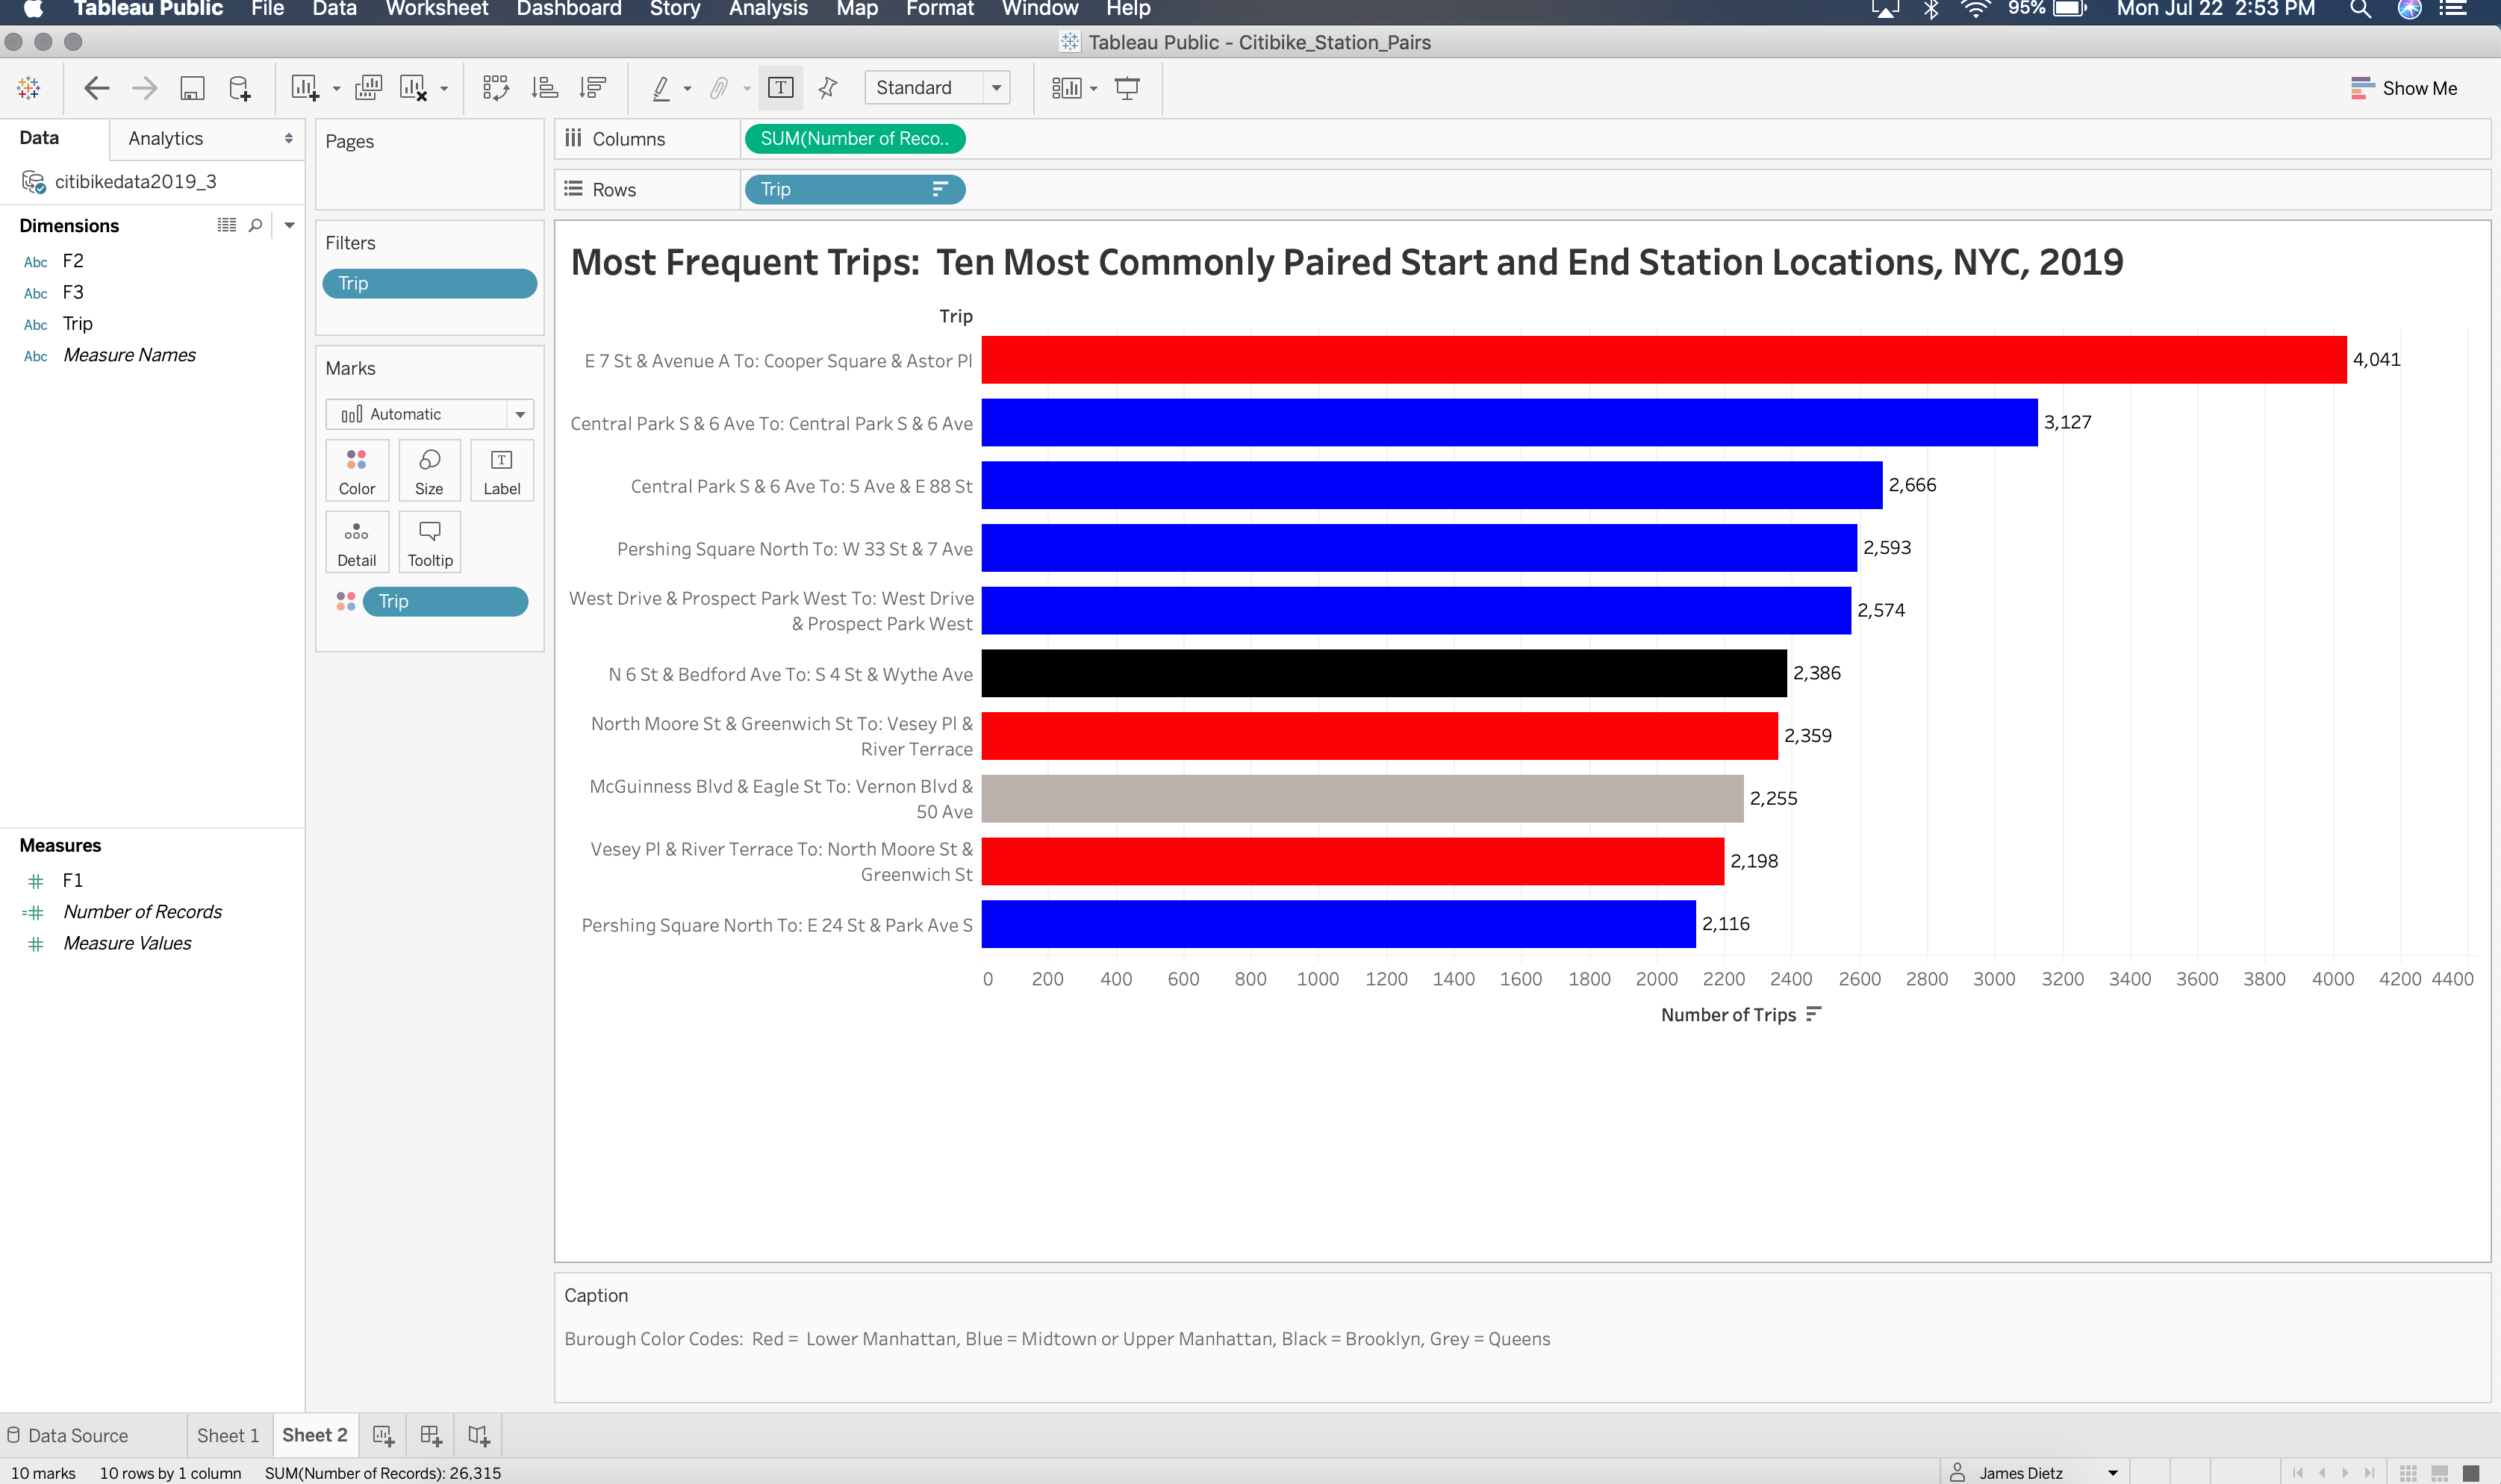 Tableau Public File Data Worksheet Dashboard Story Analysis Map Format Window Help 95% Mon Jul 22 2:53 PM
Tableau Public - Citibike_Station_Pairs
Standard
Show Me
Data
Analytics
citibikedata2019_3
Dimensions
Abc F2
Abc F3
Abc Trip
Abc Measure Names
Measures
F1
Number of Records
Measure Values
Pages
Filters
Trip
Marks
Automatic
Color Size Label
Detail Tooltip
Trip
Columns SUM(Number of Reco..
Rows Trip
Most Frequent Trips:  Ten Most Commonly Paired Start and End Station Locations, NYC, 2019
Trip
E 7 St & Avenue A To: Cooper Square & Astor Pl 4,041
Central Park S & 6 Ave To: Central Park S & 6 Ave 3,127
Central Park S & 6 Ave To: 5 Ave & E 88 St 2,666
Pershing Square North To: W 33 St & 7 Ave 2,593
West Drive & Prospect Park West To: West Drive
& Prospect Park West 2,574
N 6 St & Bedford Ave To: S 4 St & Wythe Ave 2,386
North Moore St & Greenwich St To: Vesey Pl &
River Terrace 2,359
McGuinness Blvd & Eagle St To: Vernon Blvd &
50 Ave 2,255
Vesey Pl & River Terrace To: North Moore St &
Greenwich St 2,198
Pershing Square North To: E 24 St & Park Ave S 2,116
0 200 400 600 800 1000 1200 1400 1600 1800 2000 2200 2400 2600 2800 3000 3200 3400 3600 3800 4000 4200 4400
Number of Trips
Caption
Burough Color Codes:  Red =  Lower Manhattan, Blue = Midtown or Upper Manhattan, Black = Brooklyn, Grey = Queens
Data Source Sheet 1 Sheet 2
10 marks 10 rows by 1 column SUM(Number of Records): 26,315 James Dietz